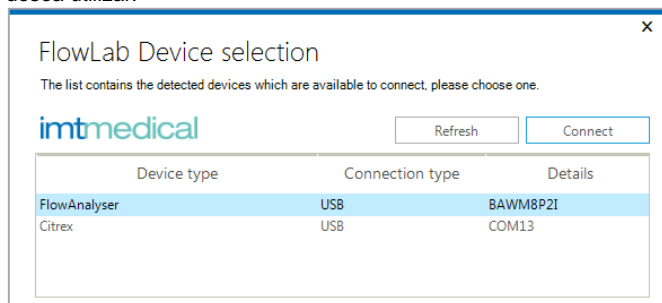 ×
FlowLab Device selection
The list contains the detected devices which are available to connect, please choose one.
imtmedical
Refresh
Connect
Device type Connection type Details
FlowAnalyser USB BAWM8P2I
Citrex USB COM13